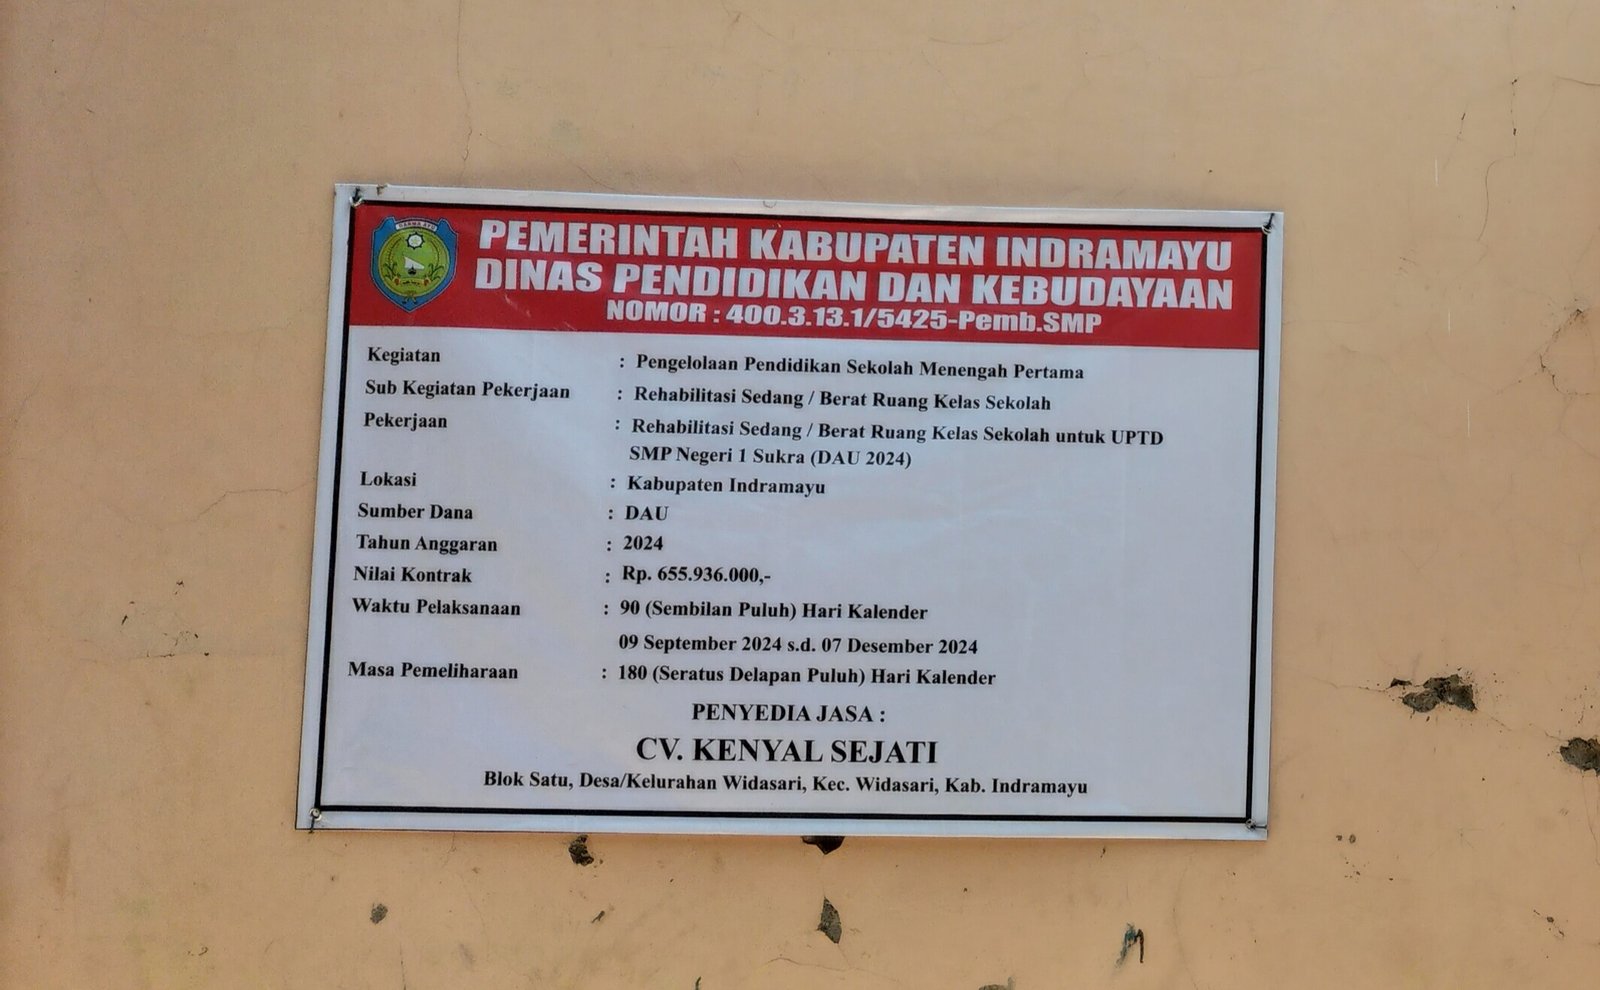 DARMA AYU
PEMERINTAH KABUPATEN INDRAMAYU
DINAS PENDIDIKAN DAN KEBUDAYAAN
NOMOR : 400.3.13.1/5425-Pemb.SMP
Kegiatan : Pengelolaan Pendidikan Sekolah Menengah Pertama
Sub Kegiatan Pekerjaan : Rehabilitasi Sedang / Berat Ruang Kelas Sekolah
Pekerjaan : Rehabilitasi Sedang / Berat Ruang Kelas Sekolah untuk UPTD
SMP Negeri 1 Sukra (DAU 2024)
Lokasi : Kabupaten Indramayu
Sumber Dana : DAU
Tahun Anggaran : 2024
Nilai Kontrak : Rp. 655.936.000,-
Waktu Pelaksanaan : 90 (Sembilan Puluh) Hari Kalender
09 September 2024 s.d. 07 Desember 2024
Masa Pemeliharaan : 180 (Seratus Delapan Puluh) Hari Kalender
PENYEDIA JASA :
CV. KENYAL SEJATI
Blok Satu, Desa/Kelurahan Widasari, Kec. Widasari, Kab. Indramayu